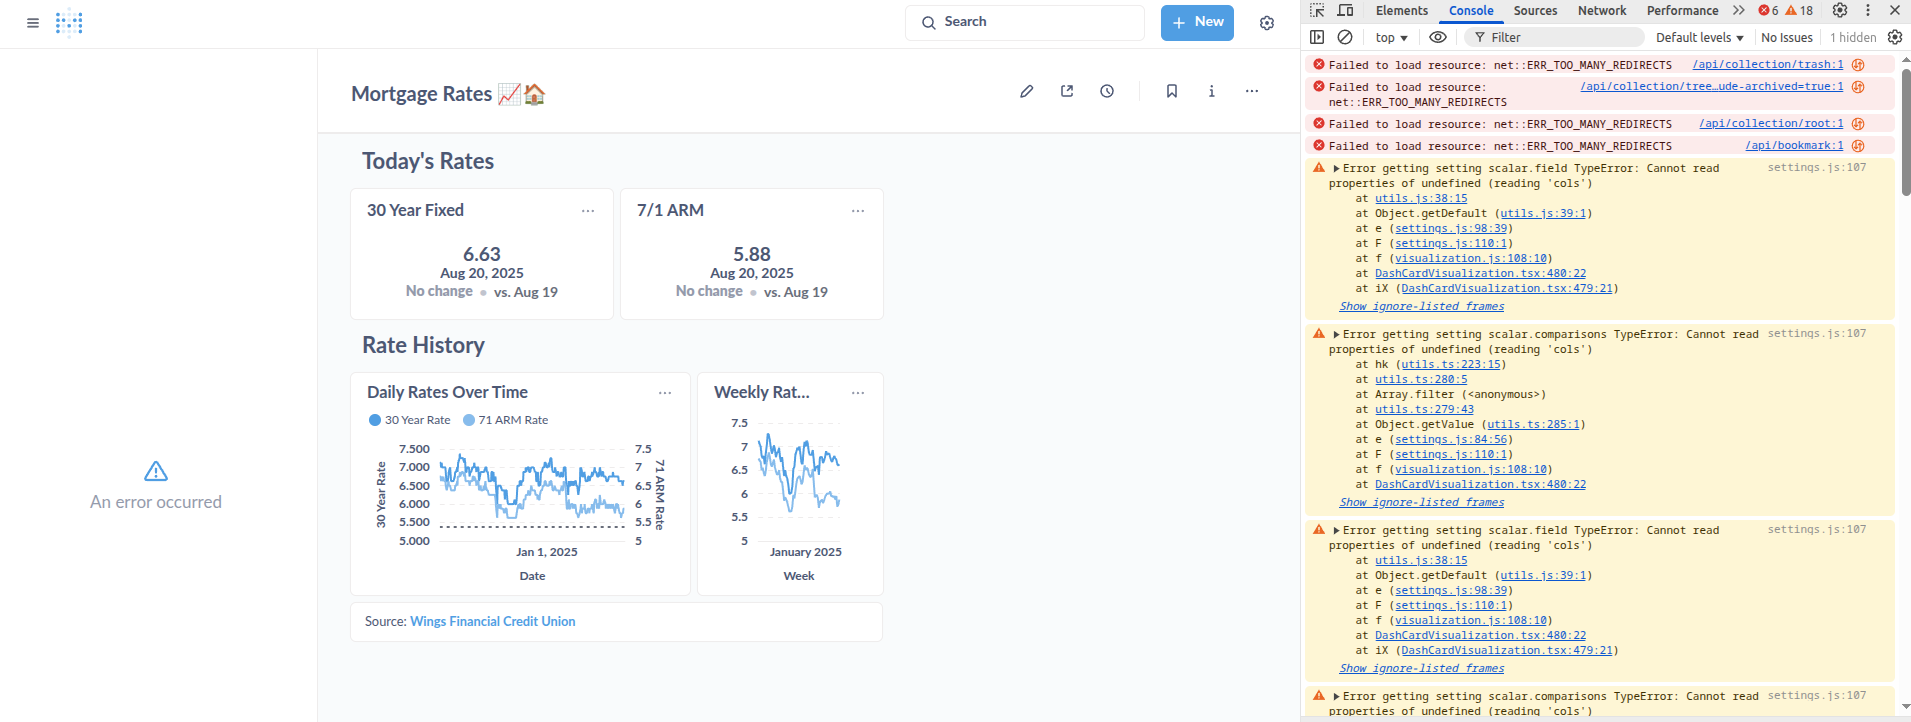 Search
New
Mortgage Rates 📈🏠
Today's Rates
30 Year Fixed
6.63
Aug 20, 2025
No change • vs. Aug 19
7/1 ARM
5.88
Aug 20, 2025
No change • vs. Aug 19
Rate History
Daily Rates Over Time
30 Year Rate 71 ARM Rate
7.500
7.000
6.500
6.000
5.500
5.000
30 Year Rate
7.5
7
6.5
6
5.5
5
71 ARM Rate
Jan 1, 2025
Date
Weekly Rat...
7.5
7
6.5
6
5.5
5
January 2025
Week
Source: Wings Financial Credit Union
An error occurred
Elements Console Sources Network Performance 6 18
top Filter Default levels No Issues 1 hidden
Failed to load resource: net::ERR_TOO_MANY_REDIRECTS /api/collection/trash:1
Failed to load resource: /api/collection/tree…ude-archived=true:1
net::ERR_TOO_MANY_REDIRECTS
Failed to load resource: net::ERR_TOO_MANY_REDIRECTS /api/collection/root:1
Failed to load resource: net::ERR_TOO_MANY_REDIRECTS /api/bookmark:1
Error getting setting scalar.field TypeError: Cannot read settings.js:107
properties of undefined (reading 'cols')
at utils.js:38:15
at Object.getDefault (utils.js:39:1)
at e (settings.js:98:39)
at F (settings.js:110:1)
at f (visualization.js:108:10)
at DashCardVisualization.tsx:480:22
at iX (DashCardVisualization.tsx:479:21)
Show ignore-listed frames
Error getting setting scalar.comparisons TypeError: Cannot read settings.js:107
properties of undefined (reading 'cols')
at hk (utils.ts:223:15)
at utils.ts:280:5
at Array.filter (<anonymous>)
at utils.ts:279:43
at Object.getValue (utils.ts:285:1)
at e (settings.js:84:56)
at F (settings.js:110:1)
at f (visualization.js:108:10)
at DashCardVisualization.tsx:480:22
Show ignore-listed frames
Error getting setting scalar.field TypeError: Cannot read settings.js:107
properties of undefined (reading 'cols')
at utils.js:38:15
at Object.getDefault (utils.js:39:1)
at e (settings.js:98:39)
at F (settings.js:110:1)
at f (visualization.js:108:10)
at DashCardVisualization.tsx:480:22
at iX (DashCardVisualization.tsx:479:21)
Show ignore-listed frames
Error getting setting scalar.comparisons TypeError: Cannot read settings.js:107
properties of undefined (reading 'cols')